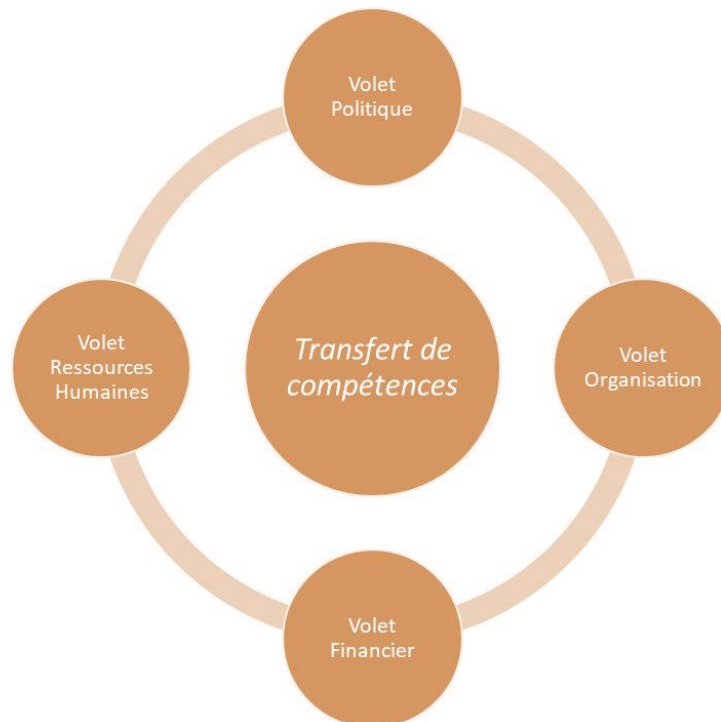 Volet
Politique
Volet
Ressources
Humaines
Transfert de
compétences
Volet
Organisation
Volet
Financier